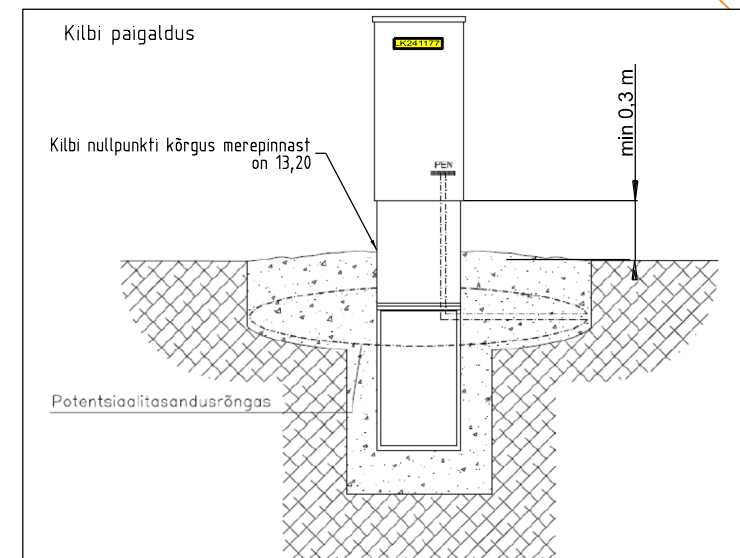 Kilbi paigaldus
LK241177
min 0,3 m
Kilbi nullpunkti kõrgus merepinnast
on 13,20
PEN
Potentsiaalitasandusrõngas